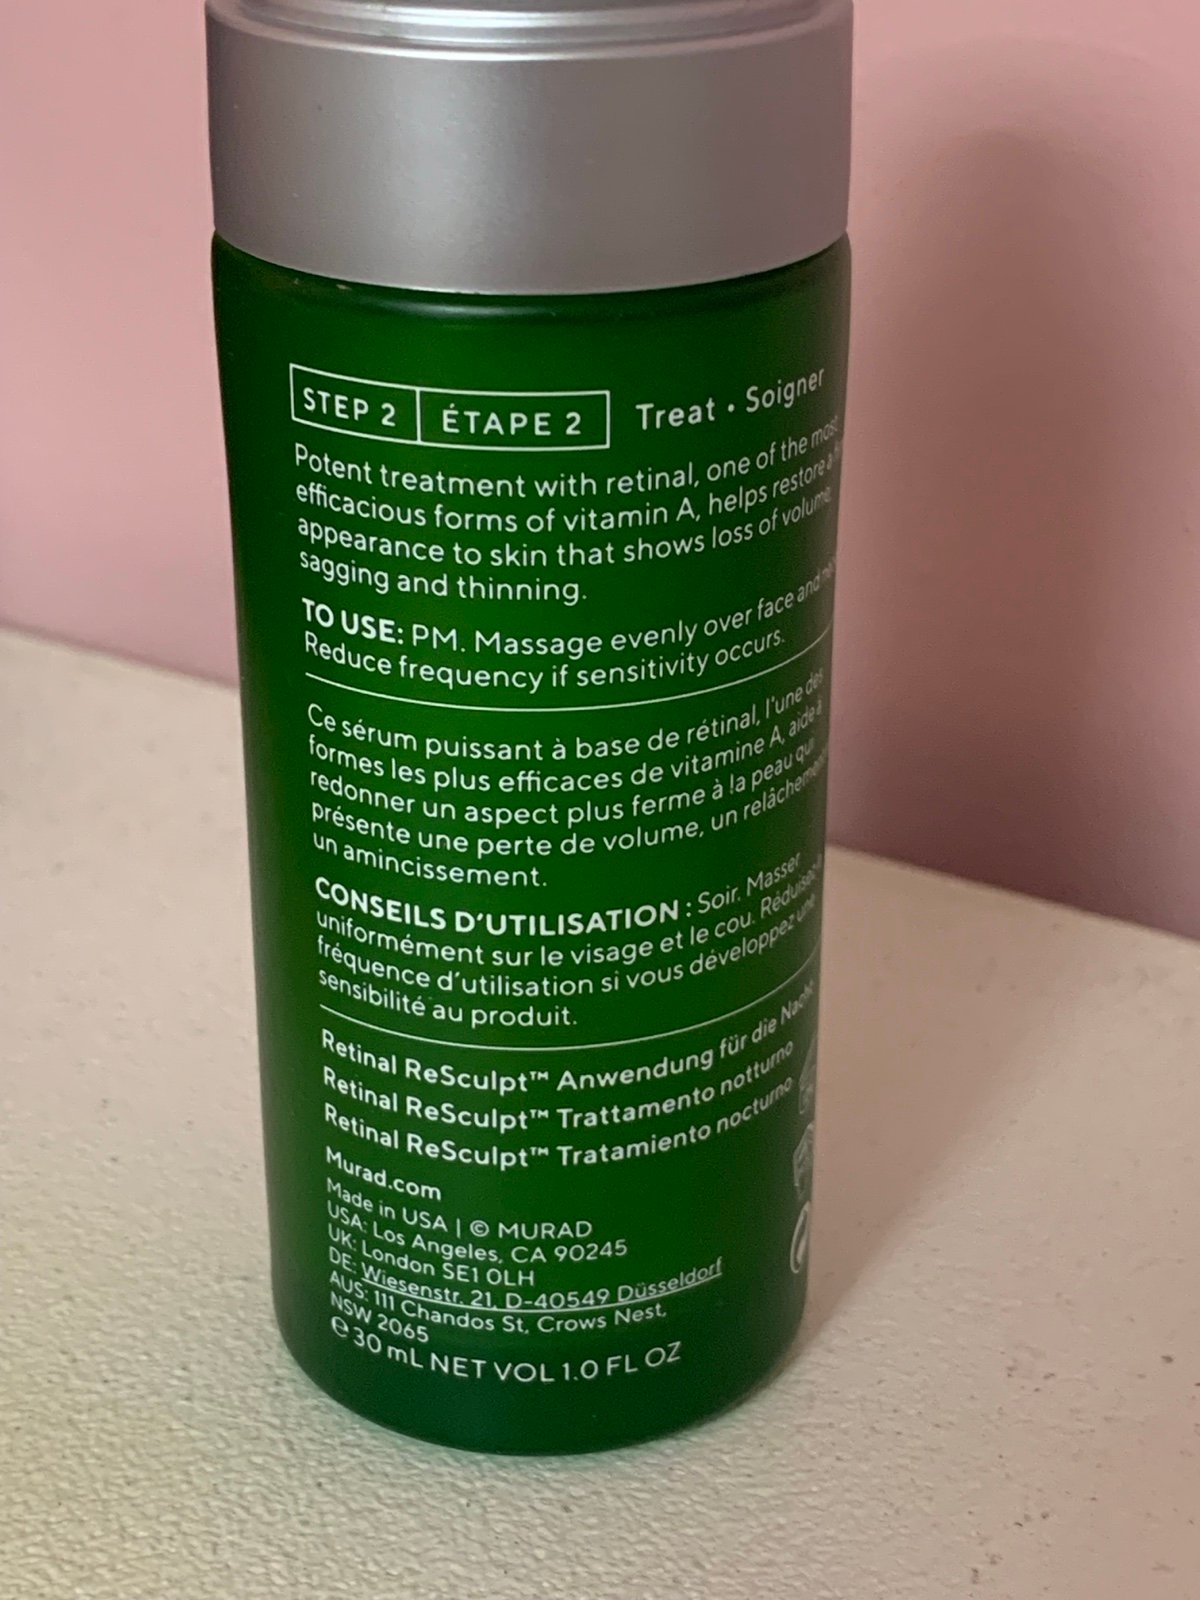 STEP 2 ÉTAPE 2 Treat • Soigner
Potent treatment with retinal, one of the most
efficacious forms of vitamin A, helps restore a
appearance to skin that shows loss of volume,
sagging and thinning.
TO USE: PM. Massage evenly over face and
Reduce frequency if sensitivity occurs.
Ce sérum puissant à base de rétinal, l'une des
formes les plus efficaces de vitamine A, aide à
redonner un aspect plus ferme à la peau qui
présente une perte de volume, un relâchement
un amincissement.
CONSEILS D'UTILISATION : Soir. Masser
uniformément sur le visage et le cou. Réduisez
fréquence d'utilisation si vous développez une
sensibilité au produit.
Retinal ReSculpt™ Anwendung für die Nacht
Retinal ReSculpt™ Trattamento notturno
Retinal ReSculpt™ Tratamiento nocturno
Murad.com
Made in USA | © MURAD
USA: Los Angeles, CA 90245
UK: London SE1 0LH
DE: Wiesenstr. 21, D-40549 Düsseldorf
AUS: 111 Chandos St, Crows Nest,
NSW 2065
℮ 30 mL NET VOL 1.0 FL OZ